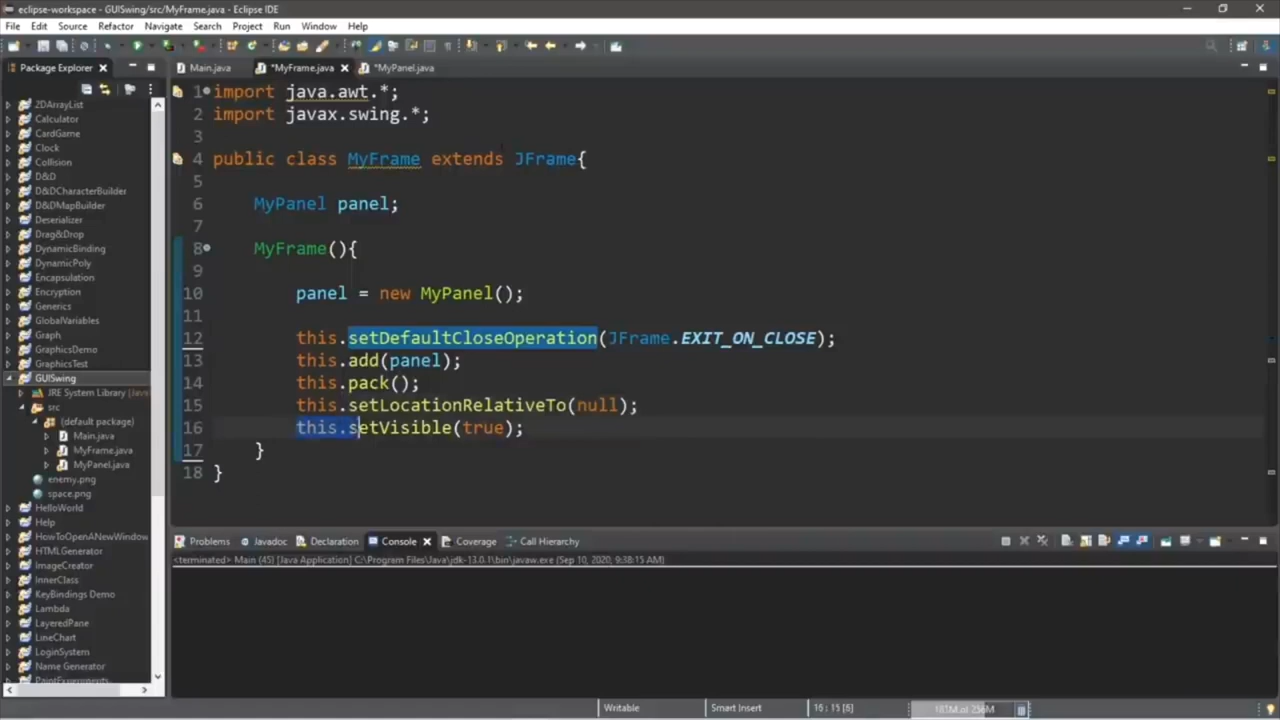 eclipse-workspace - GUISwing/src/MyFrame.java - Eclipse IDE
File Edit Source Refactor Navigate Search Project Run Window Help
Package Explorer
Main.java *MyFrame.java *MyPanel.java
2DArrayList
Calculator
CardGame
Clock
Collision
D&D
D&DCharacterBuilder
D&DMapBuilder
Deserializer
Drag&Drop
DynamicBinding
DynamicPoly
Encapsulation
Encryption
Generics
GlobalVariables
Graph
GraphicsDemo
GraphicsTest
GUISwing
JRE System Library [Java
src
(default package)
Main.java
MyFrame.java
MyPanel.java
enemy.png
space.png
HelloWorld
Help
HowToOpenANewWindow
HTMLGenerator
ImageCreator
InnerClass
KeyBindings Demo
Lambda
LayeredPane
LineChart
LoginSystem
Name Generator
1 import java.awt.*;
2 import javax.swing.*;
3
4 public class MyFrame extends JFrame{
5
6 MyPanel panel;
7
8 MyFrame(){
9
10 panel = new MyPanel();
11
12 this.setDefaultCloseOperation(JFrame.EXIT_ON_CLOSE);
13 this.add(panel);
14 this.pack();
15 this.setLocationRelativeTo(null);
16 this.setVisible(true);
17 }
18 }
Problems Javadoc Declaration Console Coverage Call Hierarchy
<terminated> Main (45) [Java Application] C:\Program Files\Java\jdk-13.0.1\bin\javaw.exe (Sep 10, 2020, 9:38:15 AM)
Writable Smart Insert 16 : 15 [6]